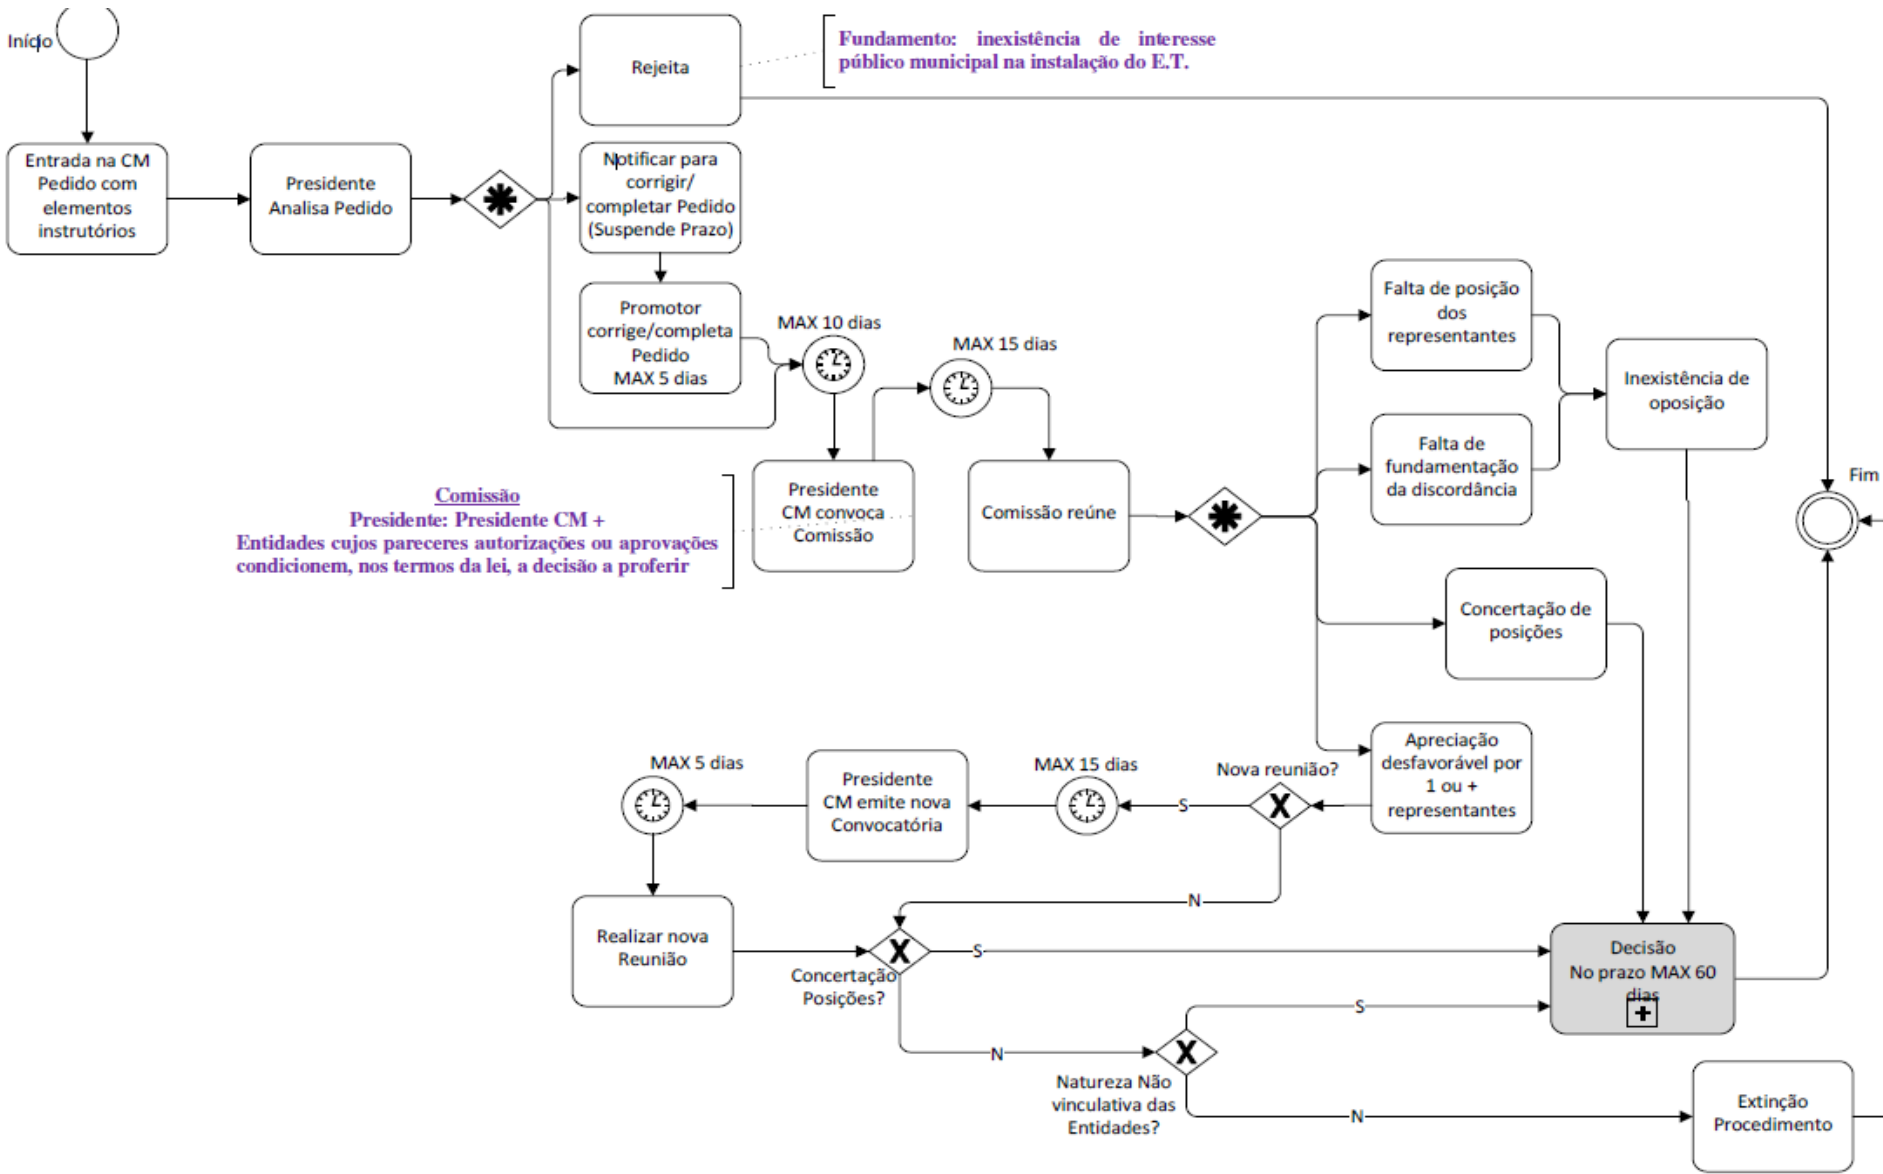 Início
Entrada na CM
Pedido com
elementos
instrutórios
Presidente
Analisa Pedido
Rejeita
Fundamento: inexistência de interesse
público municipal na instalação do E.T.
Notificar para
corrigir/
completar Pedido
(Suspende Prazo)
Promotor
corrige/completa
Pedido
MAX 5 dias
MAX 10 dias
Presidente
CM convoca
Comissão
Comissão
Presidente: Presidente CM +
Entidades cujos pareceres autorizações ou aprovações
condicionem, nos termos da lei, a decisão a proferir
MAX 15 dias
Comissão reúne
Falta de posição
dos
representantes
Falta de
fundamentação
da discordância
Inexistência de
oposição
Fim
Concertação de
posições
Apreciação
desfavorável por
1 ou +
representantes
Nova reunião?
S
MAX 15 dias
Presidente
CM emite nova
Convocatória
MAX 5 dias
Realizar nova
Reunião
N
Concertação
Posições?
S
N
Natureza Não
vinculativa das
Entidades?
S
N
Decisão
No prazo MAX 60
dias
Extinção
Procedimento